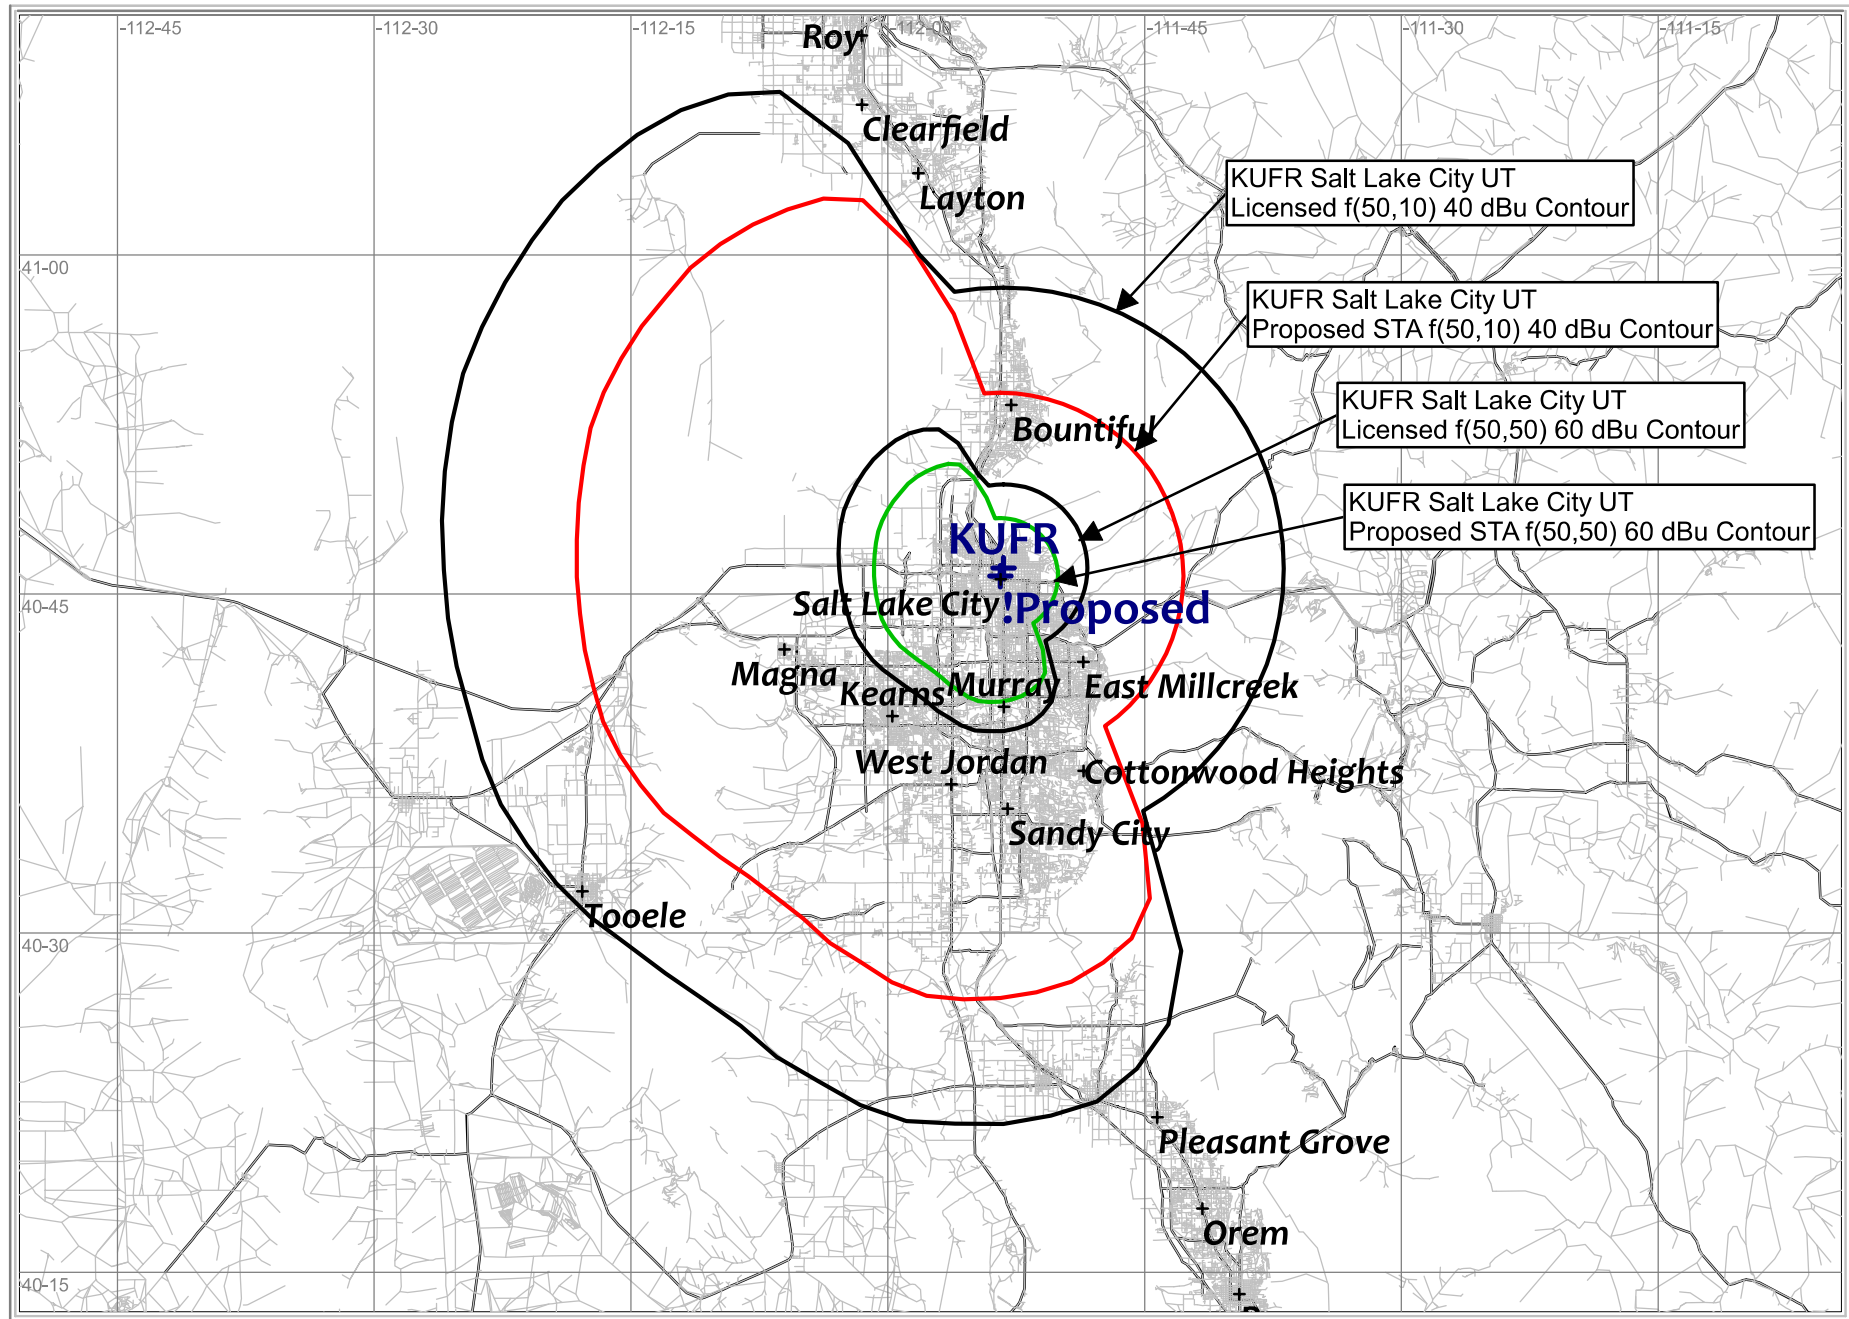 -112-45
-112-30
-112-15
112-00
-111-45
-111-30
-111-15
Roy
Clearfield
Layton
KUFR Salt Lake City UT
Licensed f(50,10) 40 dBu Contour
41-00
KUFR Salt Lake City UT
Proposed STA f(50,10) 40 dBu Contour
KUFR Salt Lake City UT
Licensed f(50,50) 60 dBu Contour
Bountiful
KUFR Salt Lake City UT
Proposed STA f(50,50) 60 dBu Contour
KUFR
40-45
Salt Lake City
!Proposed
Magna
Kearns
Murray
East Millcreek
West Jordan
Cottonwood Heights
Sandy City
Tooele
40-30
Pleasant Grove
Orem
40-15